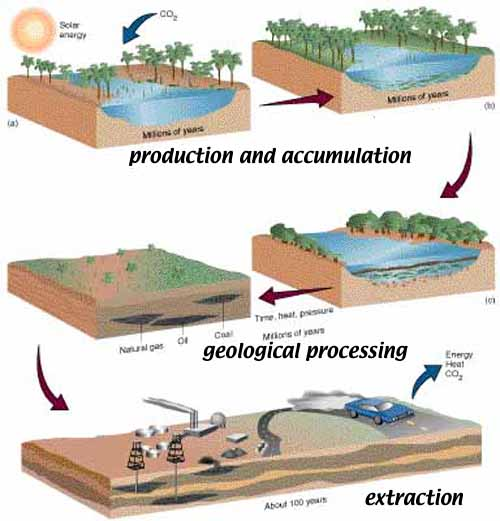 Solar
energy
CO2
(a)
Millions of years
Millions of years
(b)
production and accumulation
Natural gas
Oil
Coal
Time, heat, pressure
Millions of years
(c)
geological processing
Energy
Heat
CO2
About 100 years
extraction